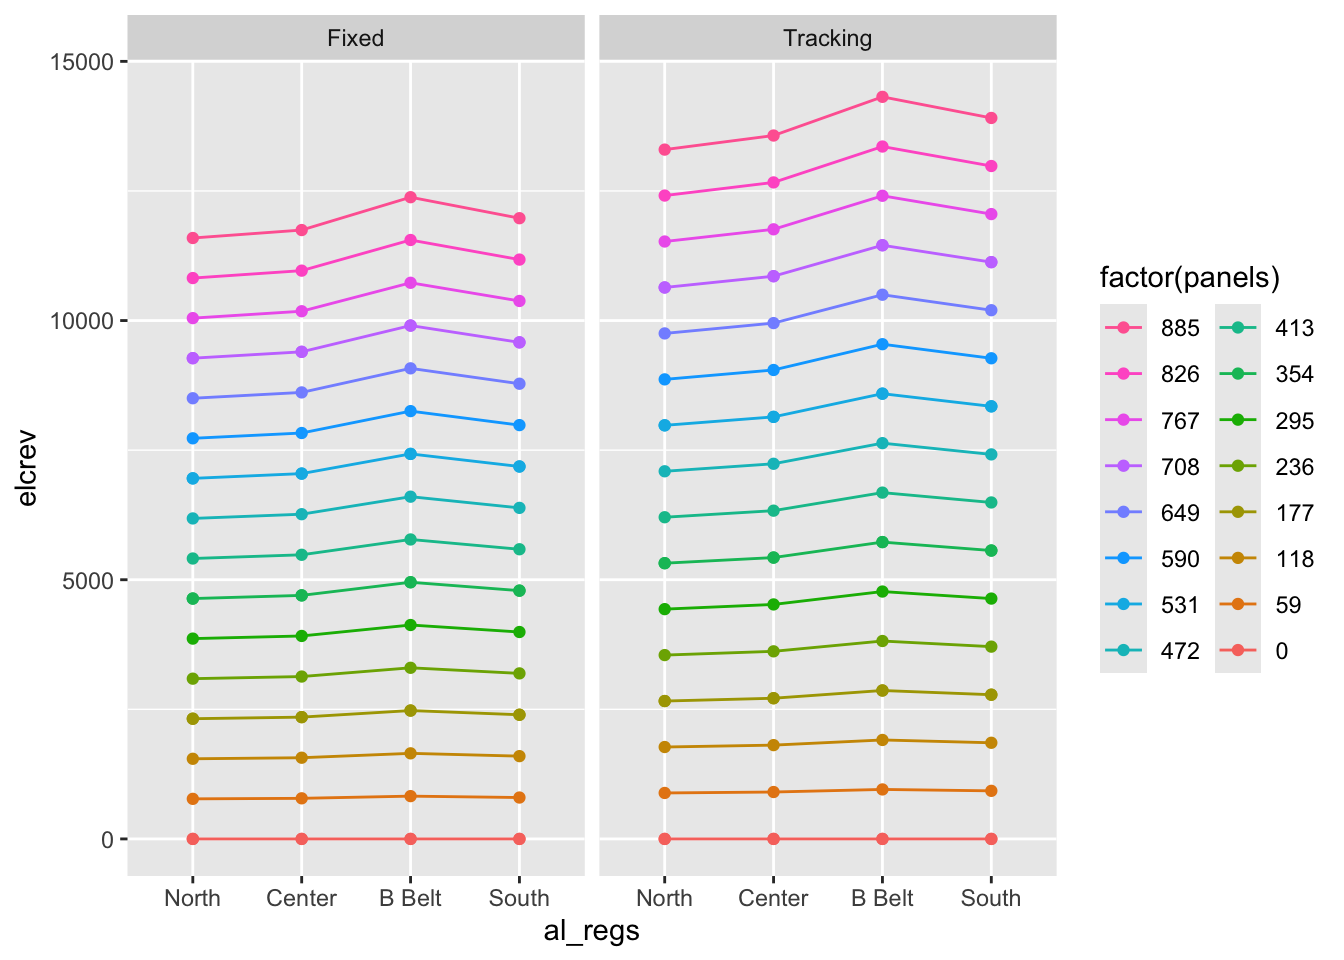 Fixed Tracking
15000
10000
5000
0
elcrev
North Center B Belt South North Center B Belt South
al_regs
factor(panels)
885 413
826 354
767 295
708 236
649 177
590 118
531 59
472 0